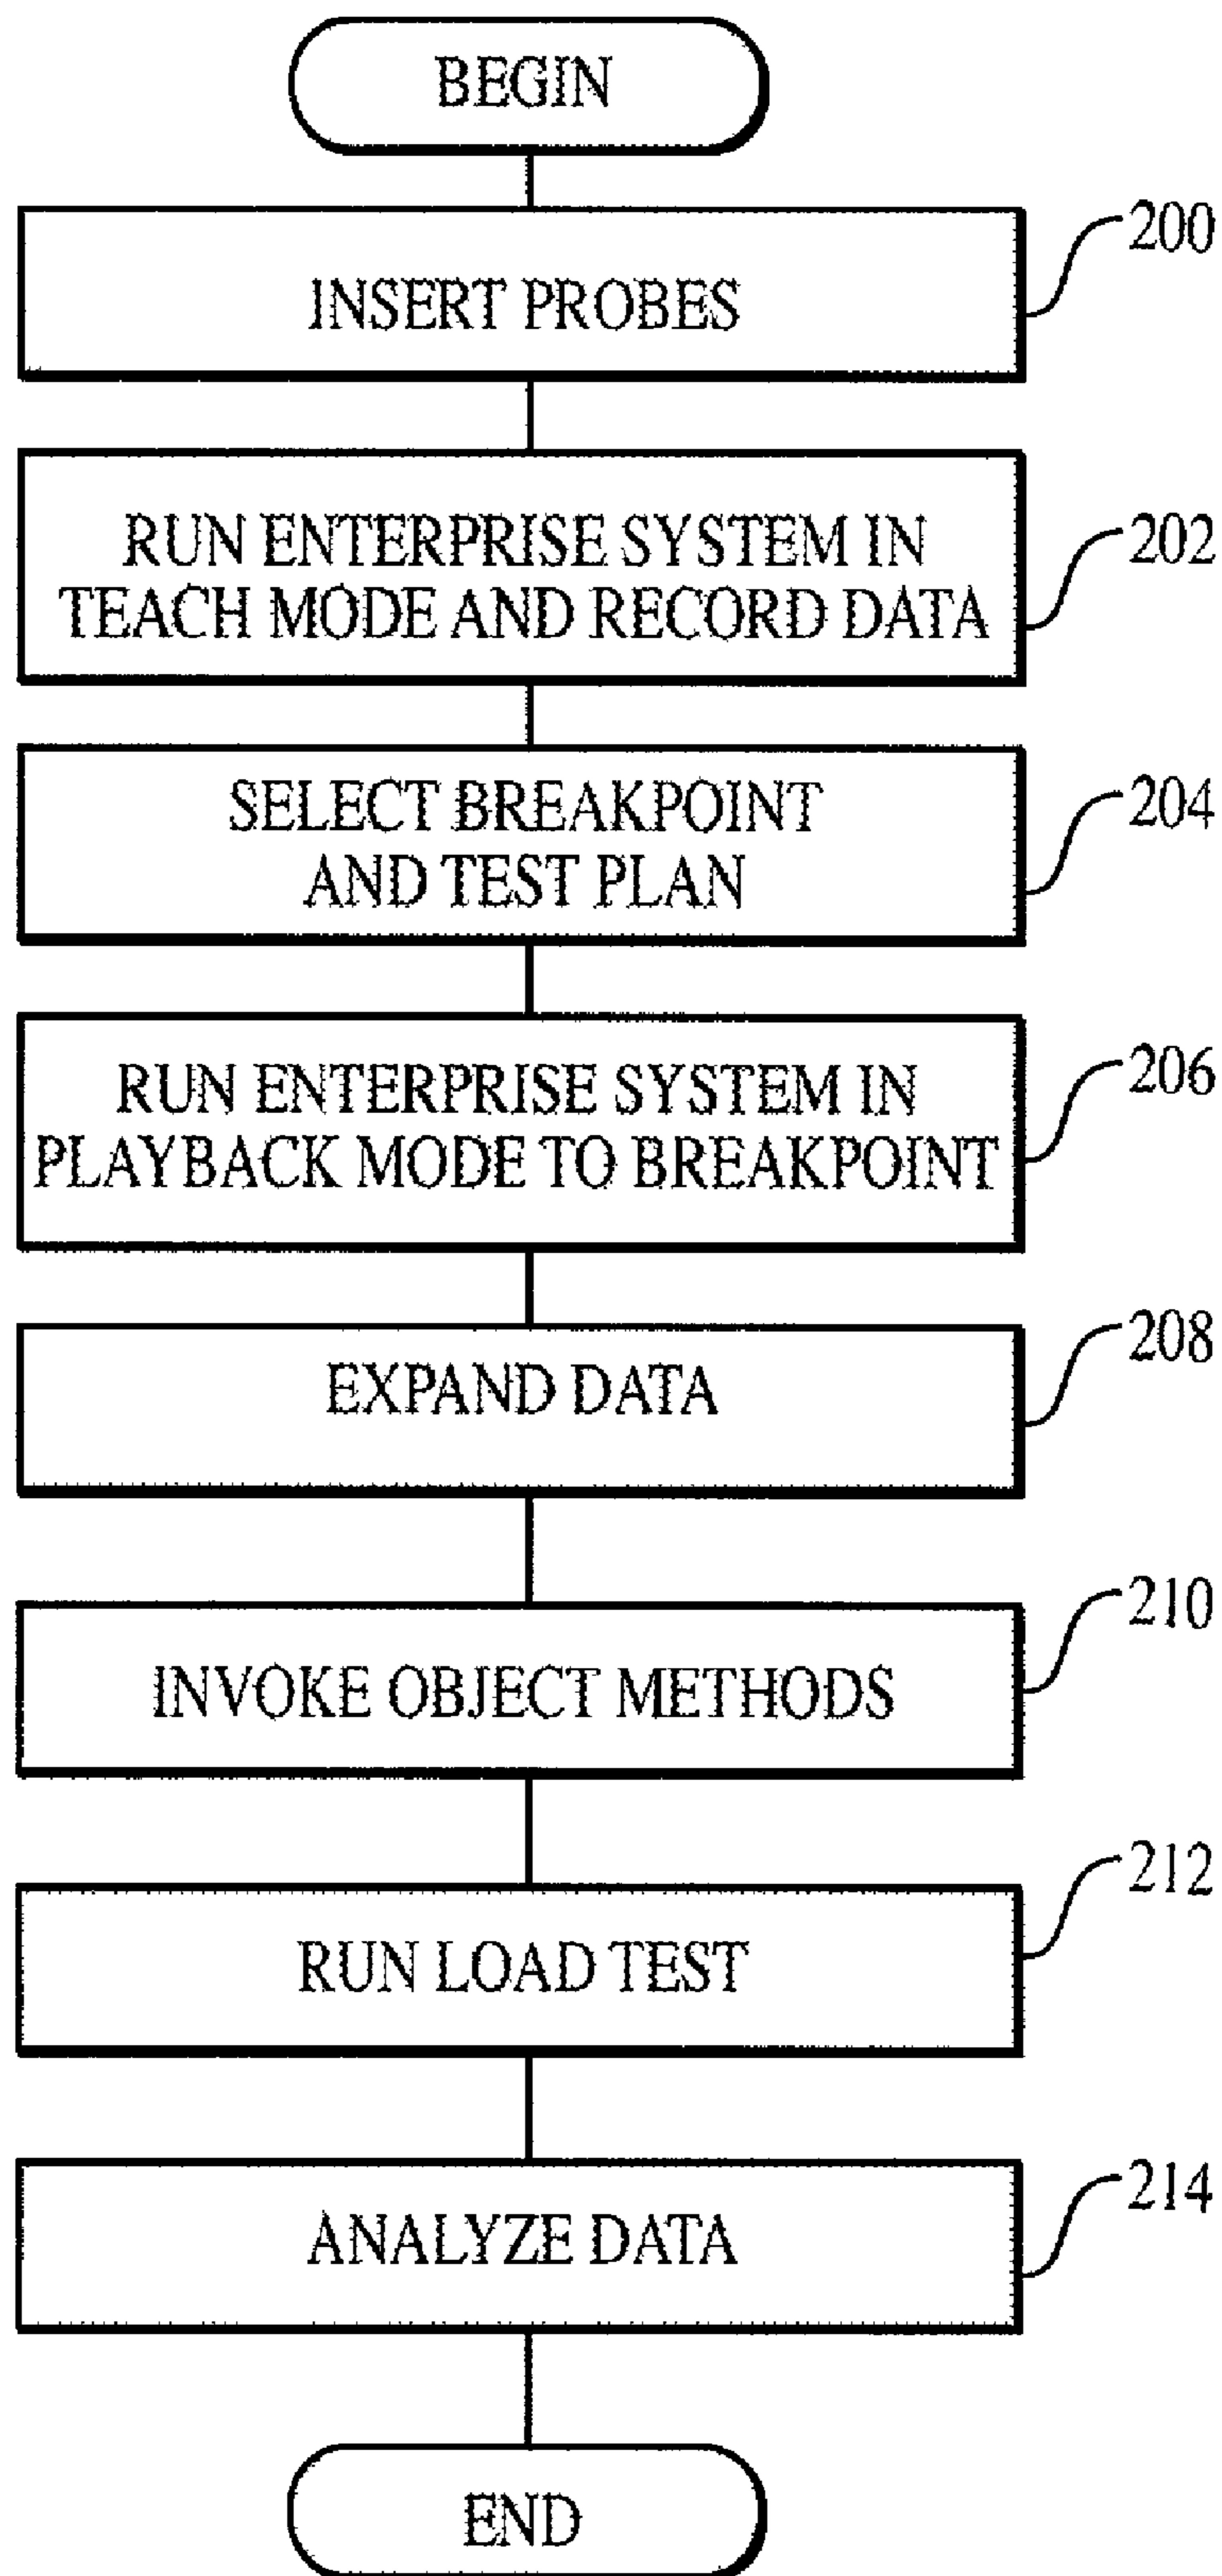 BEGIN
INSERT PROBES
200
RUN ENTERPRISE SYSTEM IN
TEACH MODE AND RECORD DATA
202
SELECT BREAKPOINT
AND TEST PLAN
204
RUN ENTERPRISE SYSTEM IN
PLAYBACK MODE TO BREAKPOINT
206
EXPAND DATA
208
INVOKE OBJECT METHODS
210
RUN LOAD TEST
212
ANALYZE DATA
214
END